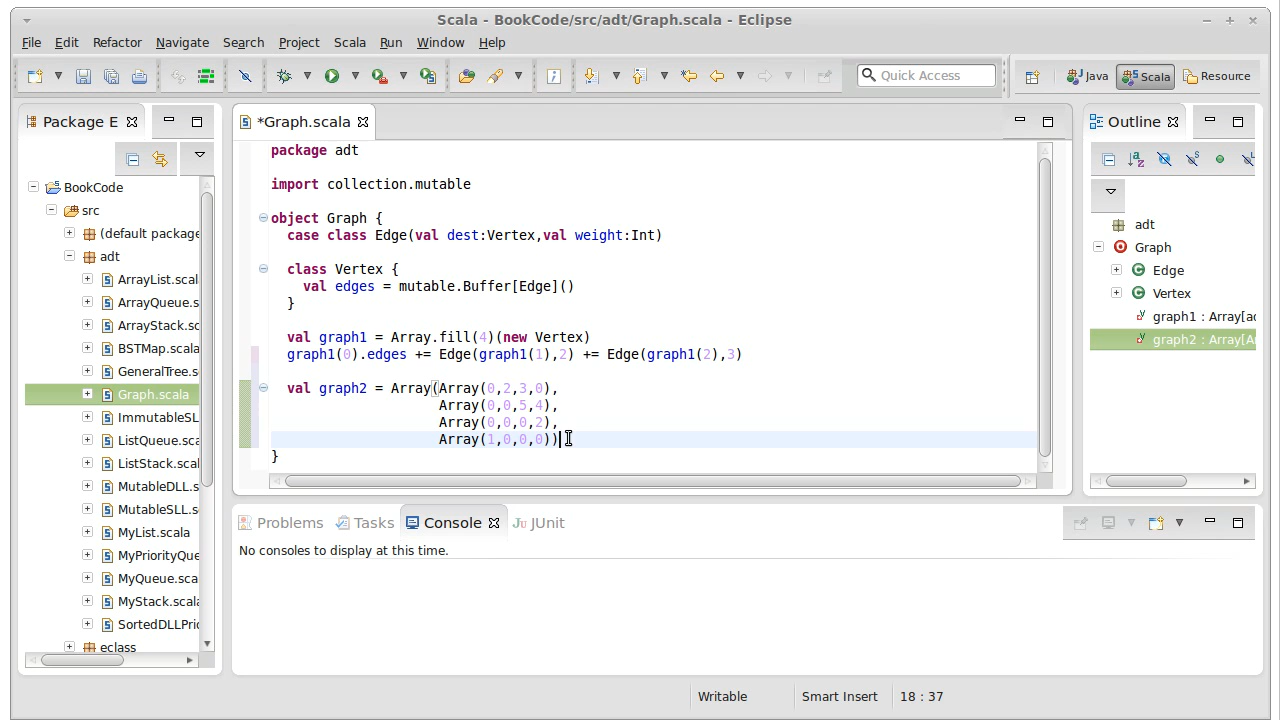 Scala - BookCode/src/adt/Graph.scala - Eclipse
File Edit Refactor Navigate Search Project Scala Run Window Help
Quick Access Java Scala Resource
Package E
*Graph.scala
Outline
BookCode
src
(default package
adt
ArrayList.scal
ArrayQueue.s
ArrayStack.sc
BSTMap.scala
GeneralTree.s
Graph.scala
ImmutableSL
ListQueue.sca
ListStack.scal
MutableDLL.s
MutableSLL.s
MyList.scala
MyPriorityQue
MyQueue.sca
MyStack.scala
SortedDLLPrio
eclass
package adt
import collection.mutable
object Graph {
case class Edge(val dest:Vertex,val weight:Int)
class Vertex {
val edges = mutable.Buffer[Edge]()
}
val graph1 = Array.fill(4)(new Vertex)
graph1(0).edges += Edge(graph1(1),2) += Edge(graph1(2),3)
val graph2 = Array(Array(0,2,3,0),
Array(0,0,5,4),
Array(0,0,0,2),
Array(1,0,0,0))
}
adt
Graph
Edge
Vertex
graph1 : Array[ad
graph2 : Array[A
Problems Tasks Console JUnit
No consoles to display at this time.
Writable Smart Insert 18 : 37